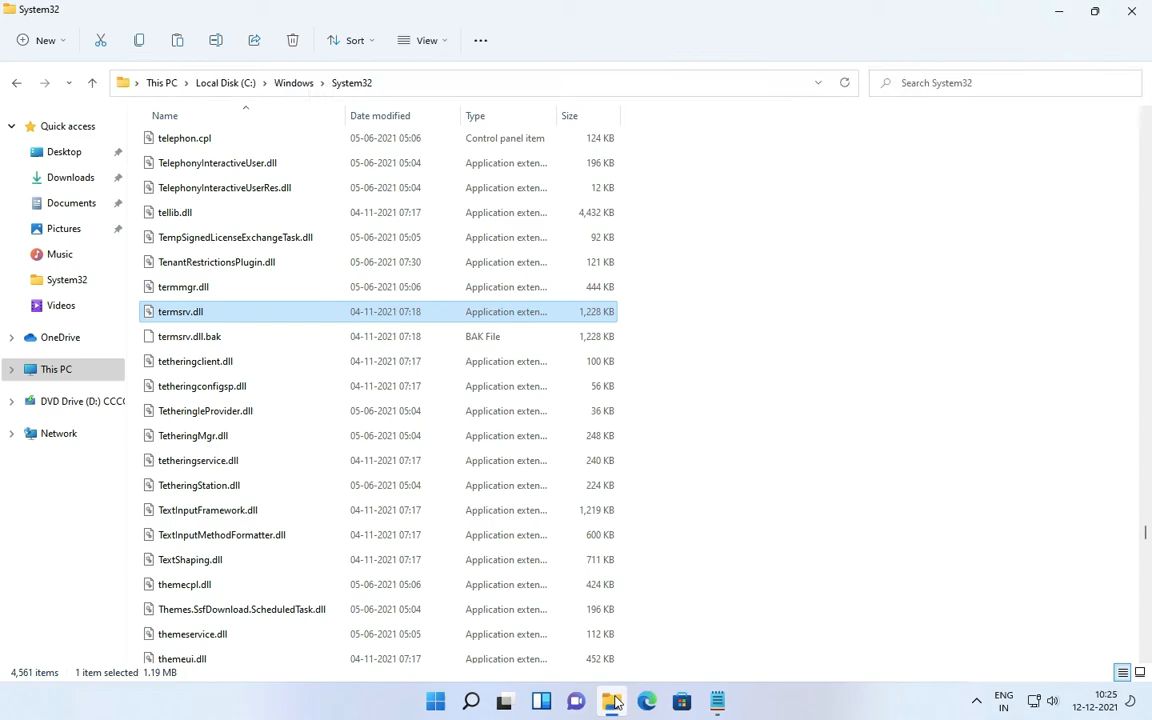 System32
New Sort View
This PC Local Disk (C:) Windows System32 Search System32
Name Date modified Type Size
Quick access
Desktop
Downloads
Documents
Pictures
Music
System32
Videos
OneDrive
This PC
DVD Drive (D:) CCCC
Network
telephon.cpl 05-06-2021 05:06 Control panel item 124 KB
TelephonyInteractiveUser.dll 05-06-2021 05:04 Application exten... 196 KB
TelephonyInteractiveUserRes.dll 05-06-2021 05:04 Application exten... 12 KB
tellib.dll 04-11-2021 07:17 Application exten... 4,432 KB
TempSignedLicenseExchangeTask.dll 05-06-2021 05:05 Application exten... 92 KB
TenantRestrictionsPlugin.dll 05-06-2021 07:30 Application exten... 121 KB
termmgr.dll 05-06-2021 05:06 Application exten... 444 KB
termsrv.dll 04-11-2021 07:18 Application exten... 1,228 KB
termsrv.dll.bak 04-11-2021 07:18 BAK File 1,228 KB
tetheringclient.dll 04-11-2021 07:17 Application exten... 100 KB
tetheringconfigsp.dll 04-11-2021 07:17 Application exten... 56 KB
TetheringIeProvider.dll 05-06-2021 05:04 Application exten... 36 KB
TetheringMgr.dll 05-06-2021 05:04 Application exten... 248 KB
tetheringservice.dll 04-11-2021 07:17 Application exten... 240 KB
TetheringStation.dll 05-06-2021 05:04 Application exten... 224 KB
TextInputFramework.dll 04-11-2021 07:17 Application exten... 1,219 KB
TextInputMethodFormatter.dll 04-11-2021 07:17 Application exten... 600 KB
TextShaping.dll 04-11-2021 07:17 Application exten... 711 KB
themecpl.dll 05-06-2021 05:06 Application exten... 424 KB
Themes.SsfDownload.ScheduledTask.dll 05-06-2021 05:04 Application exten... 196 KB
themeservice.dll 05-06-2021 05:05 Application exten... 112 KB
themeui.dll 04-11-2021 07:17 Application exten... 452 KB
4,561 items 1 item selected 1.19 MB
ENG
IN
10:25
12-12-2021